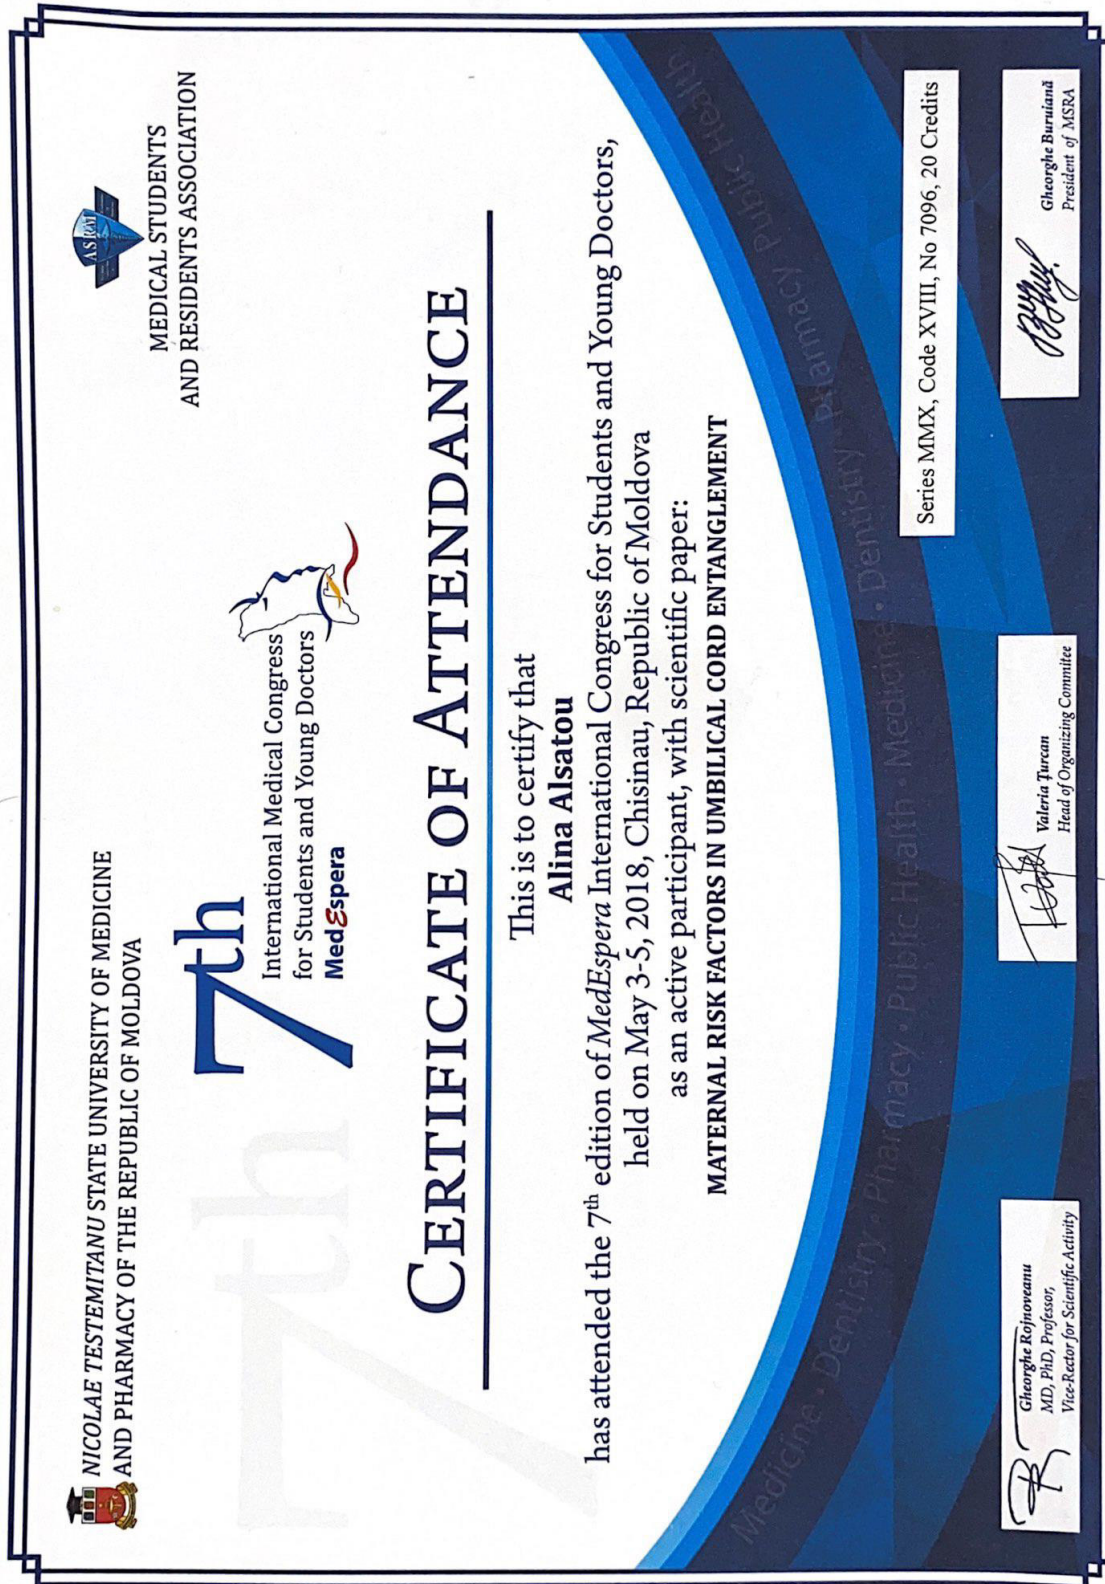 NICOLAE TESTEMITANU STATE UNIVERSITY OF MEDICINE
AND PHARMACY OF THE REPUBLIC OF MOLDOVA
ASRM
MEDICAL STUDENTS
AND RESIDENTS ASSOCIATION
7th
7th
International Medical Congress
for Students and Young Doctors
MedEspera
CERTIFICATE OF ATTENDANCE
This is to certify that
Alina Alsatou
has attended the 7th edition of MedEspera International Congress for Students and Young Doctors,
held on May 3-5, 2018, Chisinau, Republic of Moldova
as an active participant, with scientific paper:
MATERNAL RISK FACTORS IN UMBILICAL CORD ENTANGLEMENT
Medicine • Dentistry • Pharmacy • Public Health • Medicine • Dentistry • Pharmacy Public Health
Series MMX, Code XVIII, No 7096, 20 Credits
Gheorghe Rojnoveanu
MD, PhD, Professor,
Vice-Rector for Scientific Activity
Valeria Țurcan
Head of Organizing Committee
Gheorghe Buruiană
President of MSRA